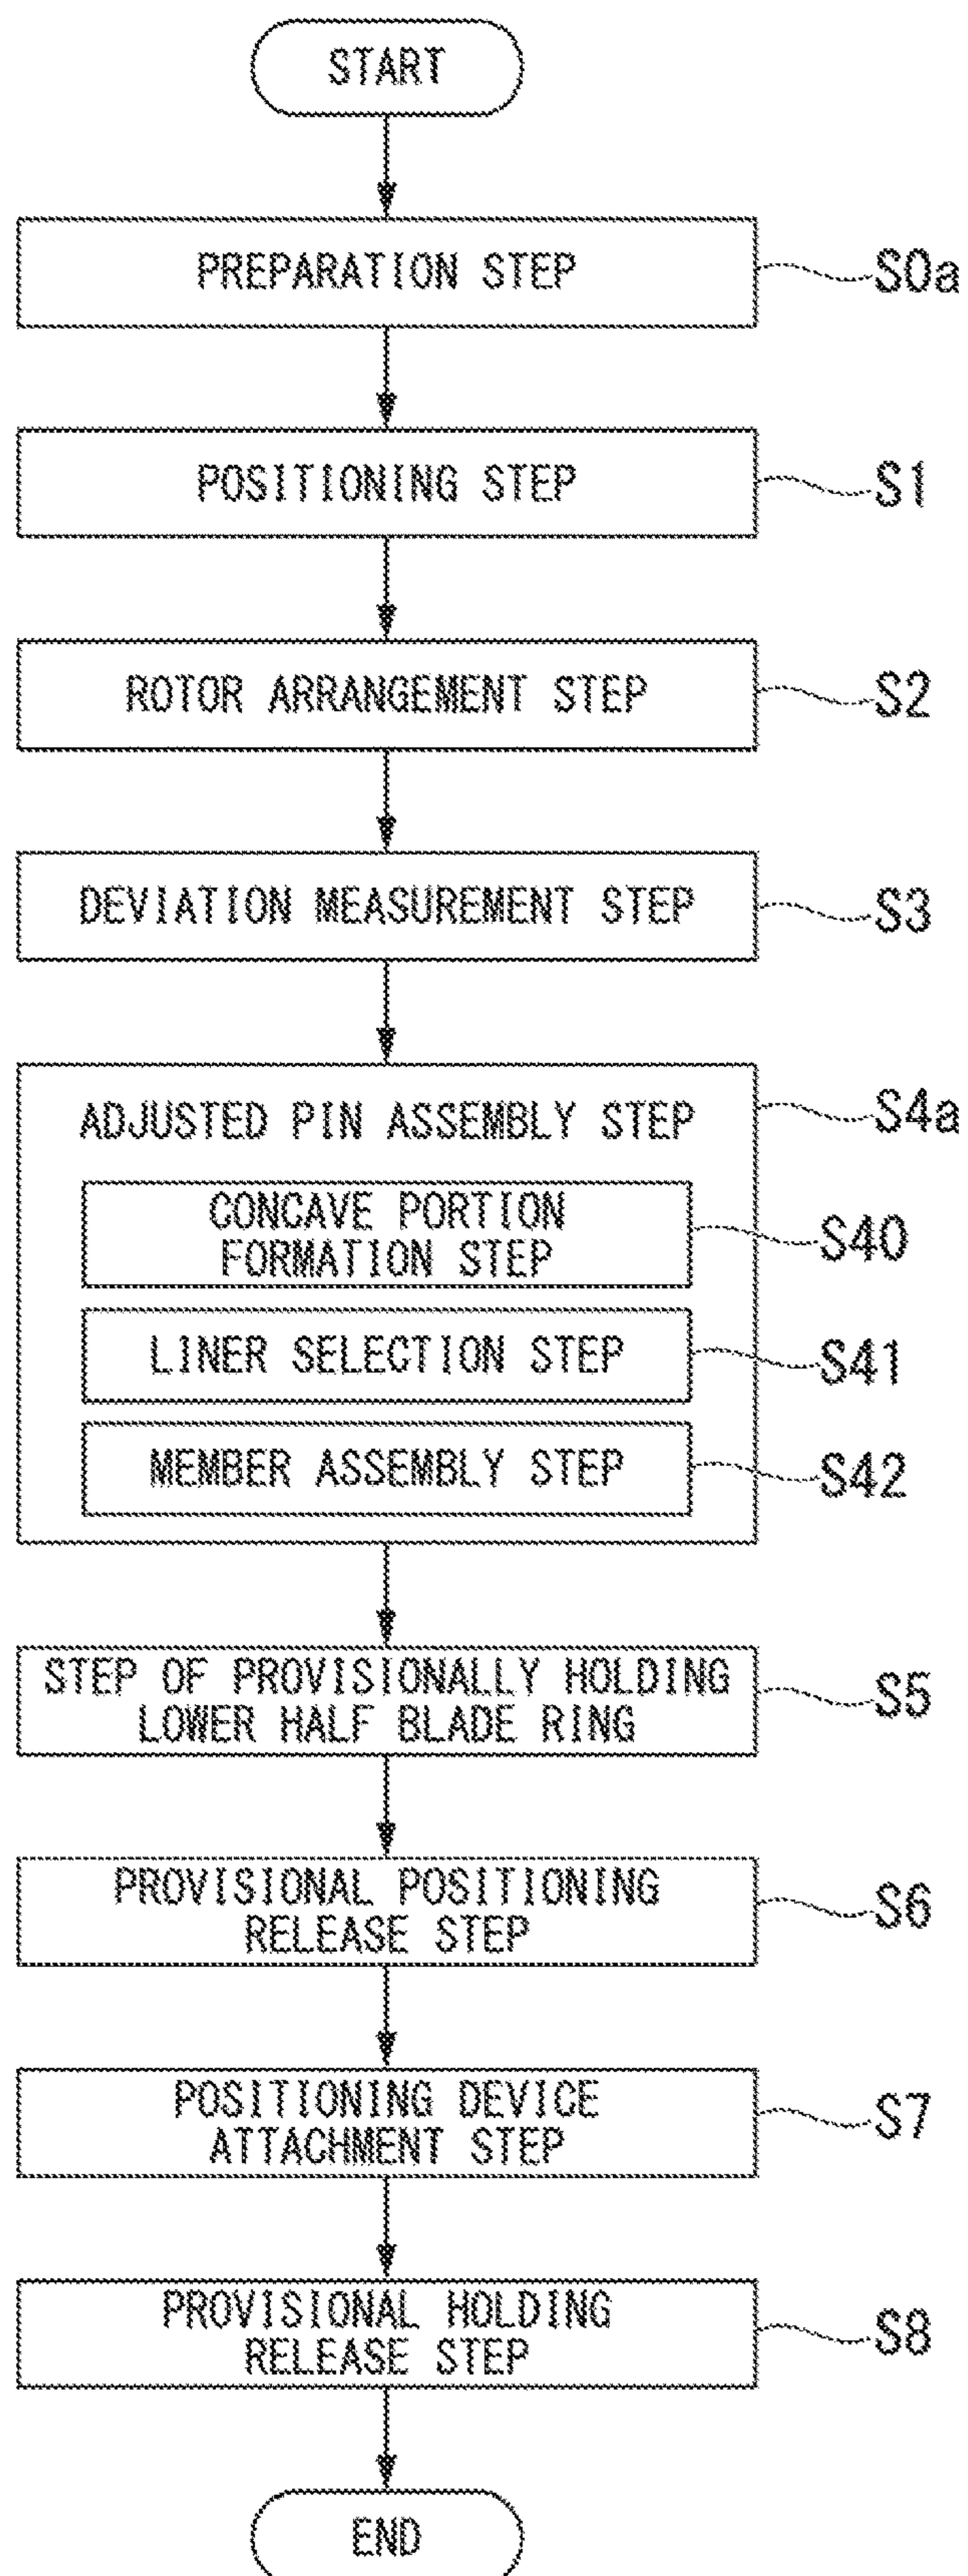 START
PREPARATION STEP
S0a
POSITIONING STEP
S1
ROTOR ARRANGEMENT STEP
S2
DEVIATION MEASUREMENT STEP
S3
ADJUSTED PIN ASSEMBLY STEP
S4a
CONCAVE PORTION
FORMATION STEP
S40
LINER SELECTION STEP
S41
MEMBER ASSEMBLY STEP
S42
STEP OF PROVISIONALLY HOLDING
LOWER HALF BLADE RING
S5
PROVISIONAL POSITIONING
RELEASE STEP
S6
POSITIONING DEVICE
ATTACHMENT STEP
S7
PROVISIONAL HOLDING
RELEASE STEP
S8
END